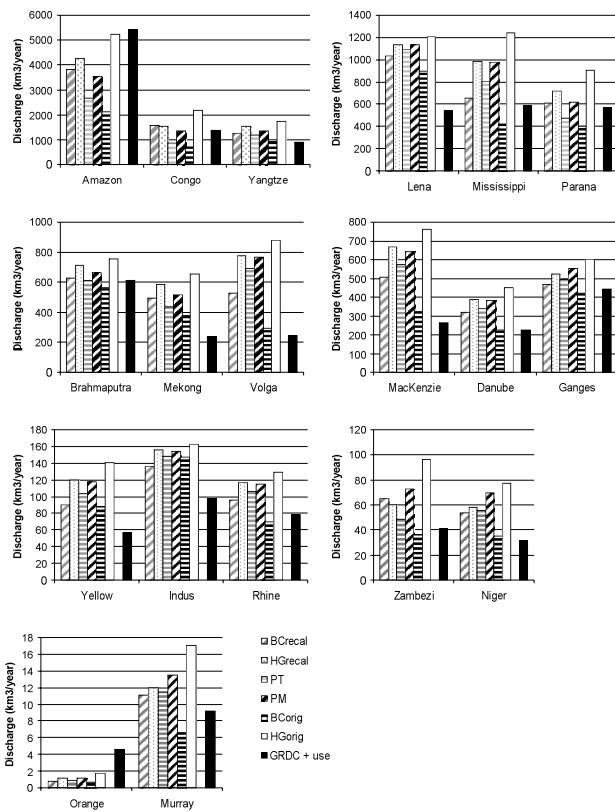 6000
5000
4000
3000
2000
1000
0
Discharge (km3/year)
Amazon Congo Yangtze
1400
1200
1000
800
600
400
200
0
Discharge (km3/year)
Lena Mississippi Parana
1000
800
600
400
200
0
Discharge (km3/year)
Brahmaputra Mekong Volga
800
700
600
500
400
300
200
100
0
Discharge (km3/year)
MacKenzie Danube Ganges
180
160
140
120
100
80
60
40
20
0
Discharge (km3/year)
Yellow Indus Rhine
120
100
80
60
40
20
0
Discharge (km3/year)
Zambezi Niger
18
16
14
12
10
8
6
4
2
0
Discharge (km3/year)
Orange Murray
BCrecal
HGrecal
PT
PM
BCorig
HGorig
GRDC + use